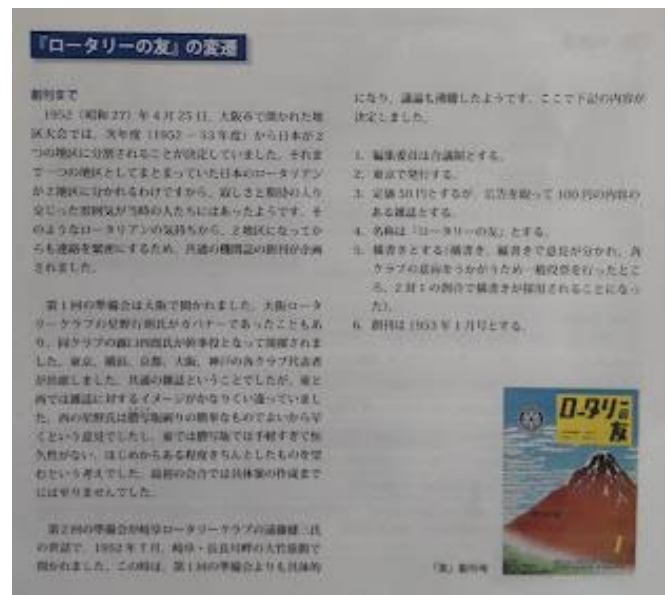 『ロータリーの友』の変遷
創刊まで
1952（昭和27）年4月25日、大阪市で開かれた地
区大会では、次年度（1952－53年度）から日本が2
つの地区に分割されることが決定していました。それま
で一つの地区としてまとまっていた日本のロータリアン
が2地区に分かれるわけですから、寂しさと期待の入り
交じった雰囲気が当時の人たちにはあったようです。そ
のようなロータリアンの気持ちから、2地区になってか
らも連絡を緊密にするため、共通の機関誌の創刊が企画
されました。
第1回の準備会は大阪で開かれました。大阪ロータ
リークラブの星野行則氏がガバナーであったこともあ
り、同クラブの露口四郎氏が幹事役となって開催されま
した。東京、横浜、京都、大阪、神戸の各クラブ代表者
が出席しました。共通の雑誌ということでしたが、東と
西では雑誌に対するイメージがかなりくい違っていまし
た。西の星野氏は謄写版刷りの簡単なものでよいから早
くという意見でしたし、東では謄写版では手軽すぎて恒
久性がない、はじめからある程度きちんとしたものを望
むという考えでした。最初の会合では具体案の作成まで
には至りませんでした。
第2回の準備会が岐阜ロータリークラブの遠藤健三氏
の世話で、1952年7月、岐阜・長良川畔の大竹旅館で
開かれました。この時は、第1回の準備会よりも具体的
になり、議論も沸騰したようです。ここで下記の内容が
決定しました。
1. 編集委員は合議制とする。
2. 東京で発行する。
3. 定価50円とするが、広告を取って100円の内容の
ある雑誌とする。
4. 名称は『ロータリーの友』とする。
5. 横書きとする（横書き、縦書きで意見が分かれ、各
クラブの意向をうかがうため一般投票を行ったとこ
ろ、2対1の割合で横書きが採用されることになっ
た）。
6. 創刊は1953年1月号とする。
ロータリーの
友
1
『友』創刊号